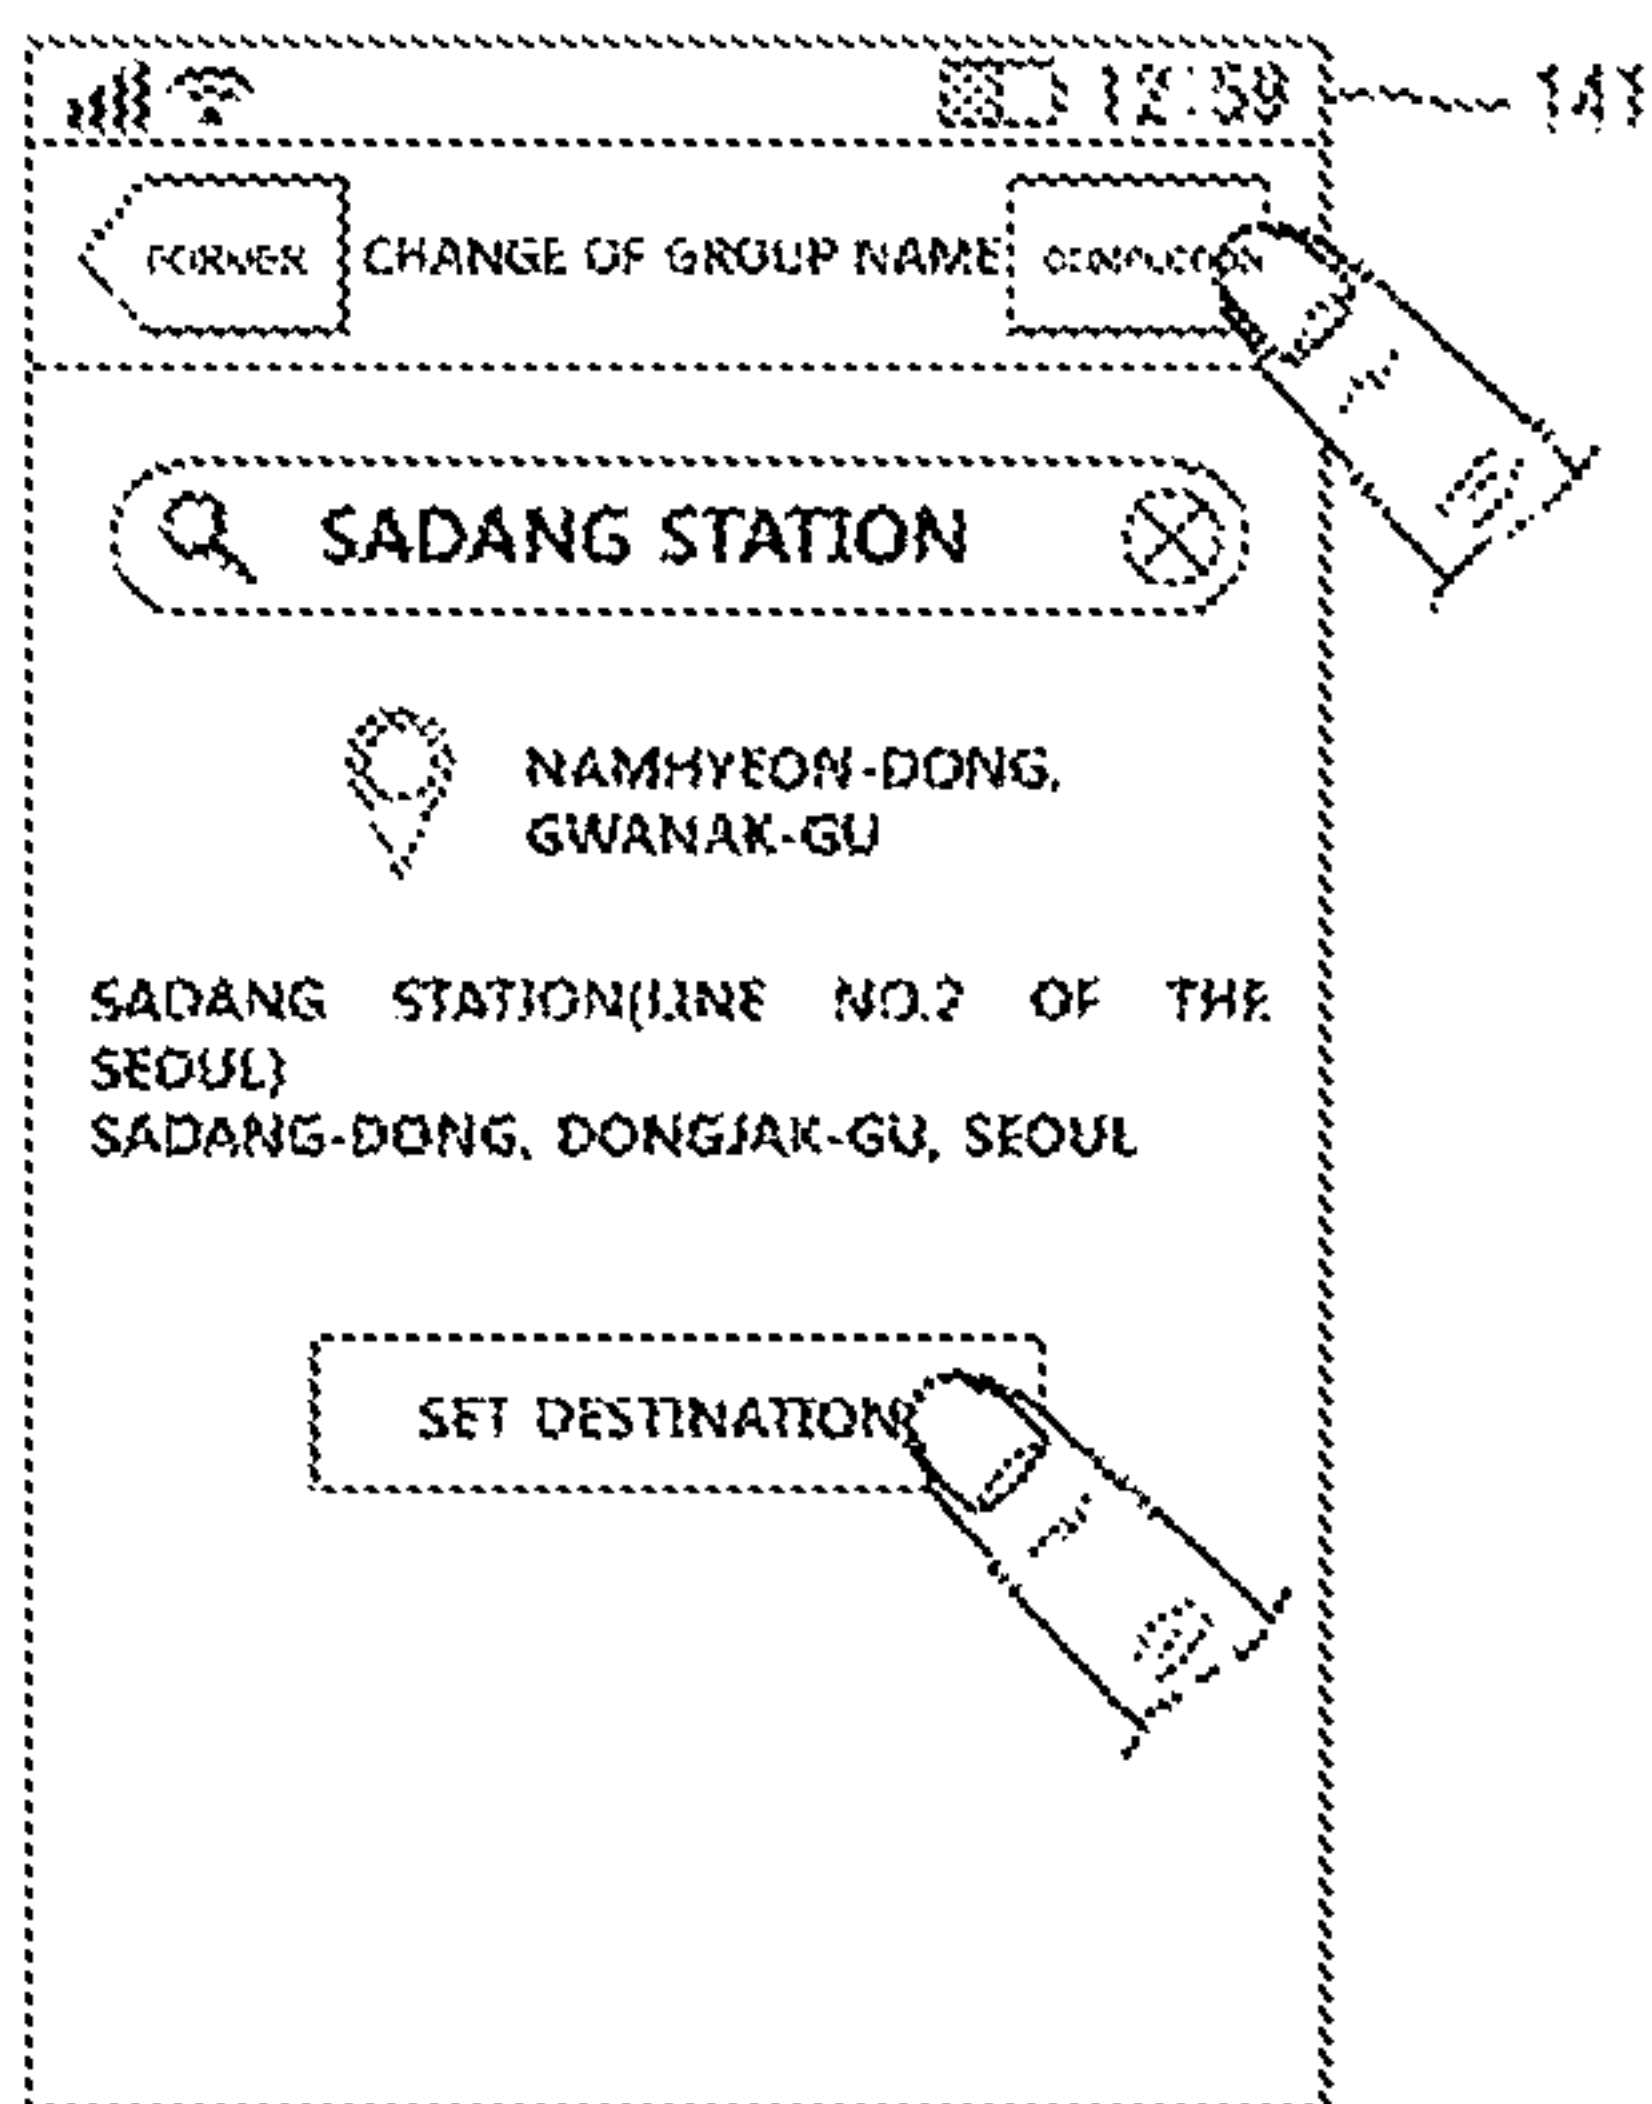 12:59
141
FORMER
CHANGE OF GROUP NAME
COMPLETION
SADANG STATION
NAMHYEON-DONG,
GWANAK-GU
SADANG STATION(LINE NO.2 OF THE
SEOUL)
SADANG-DONG, DONGJAK-GU, SEOUL
SET DESTINATION